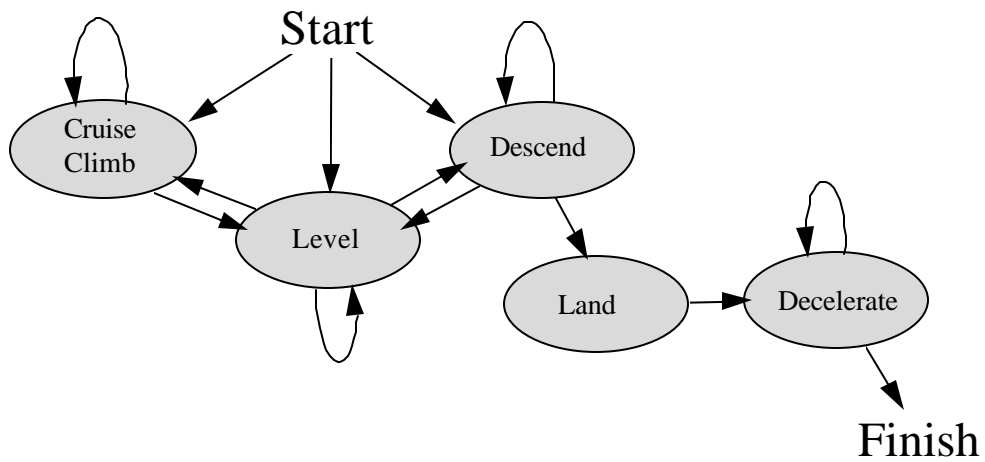 Start
Cruise
Climb
Descend
Level
Land
Decelerate
Finish